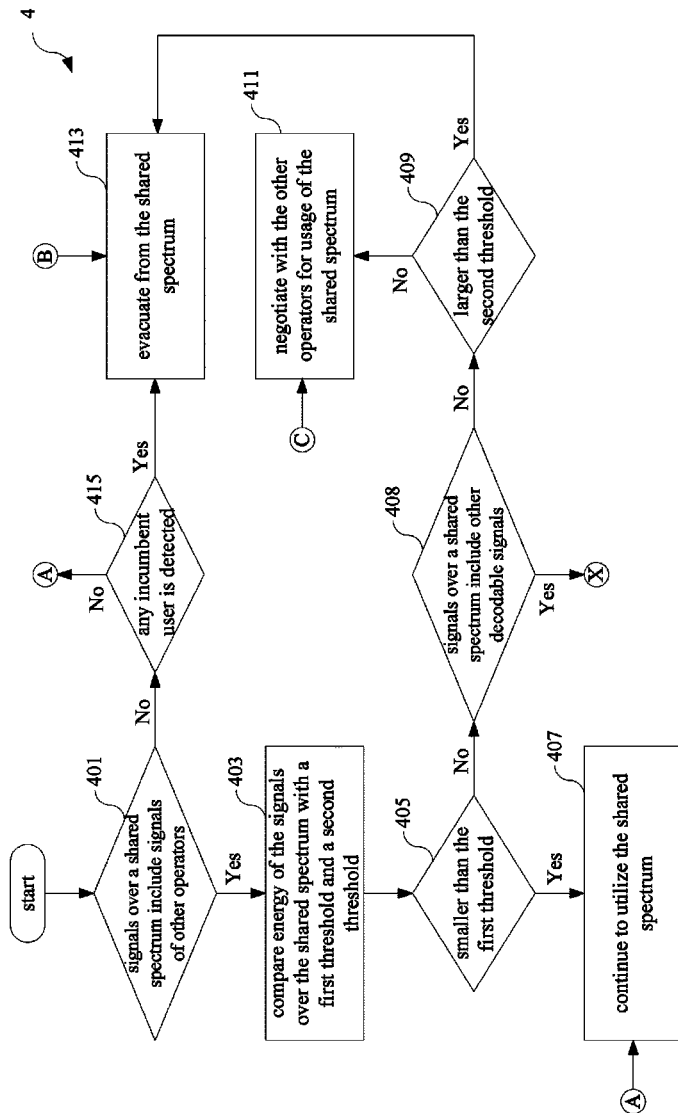 4
start
401
signals over a shared
spectrum include signals
of other operators
No
Yes
415
any incumbent
user is detected
No
A
Yes
B
413
evacuate from the shared
spectrum
403
compare energy of the signals
over the shared spectrum with a
first threshold and a second
threshold
405
smaller than the
first threshold
No
Yes
408
signals over a shared
spectrum include other
decodable signals
No
Yes
X
409
larger than the
second threshold
No
Yes
C
411
negotiate with the other
operators for usage of the
shared spectrum
A
407
continue to utilize the shared
spectrum